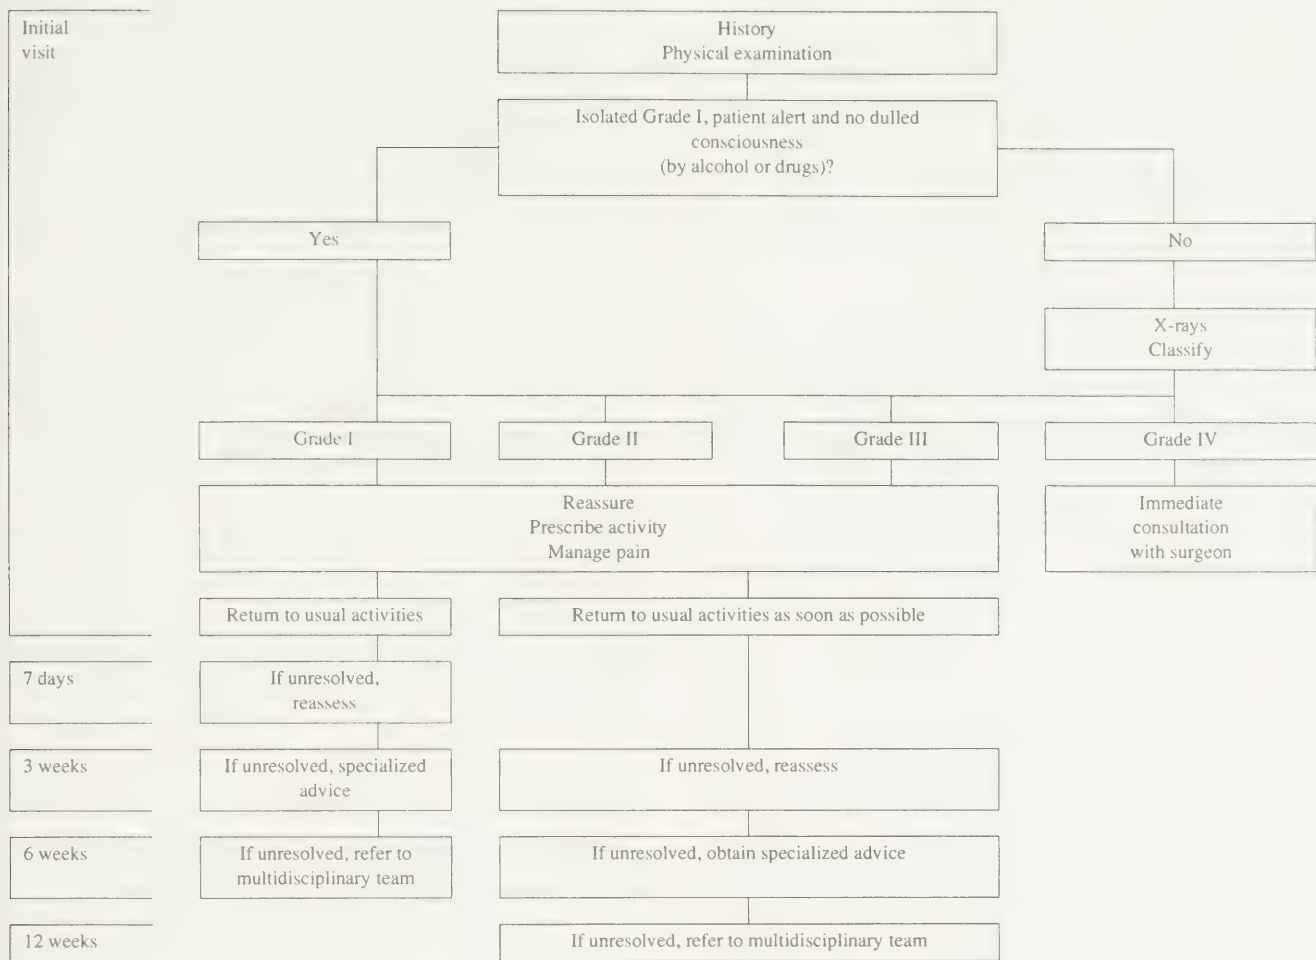 Initial
visit
History
Physical examination
Isolated Grade I, patient alert and no dulled
consciousness
(by alcohol or drugs)?
Yes
No
X-rays
Classify
Grade I
Grade II
Grade III
Grade IV
Reassure
Prescribe activity
Manage pain
Immediate
consultation
with surgeon
Return to usual activities
Return to usual activities as soon as possible
7 days
If unresolved,
reassess
3 weeks
If unresolved, specialized
advice
If unresolved, reassess
6 weeks
If unresolved, refer to
multidisciplinary team
If unresolved, obtain specialized advice
12 weeks
If unresolved, refer to multidisciplinary team